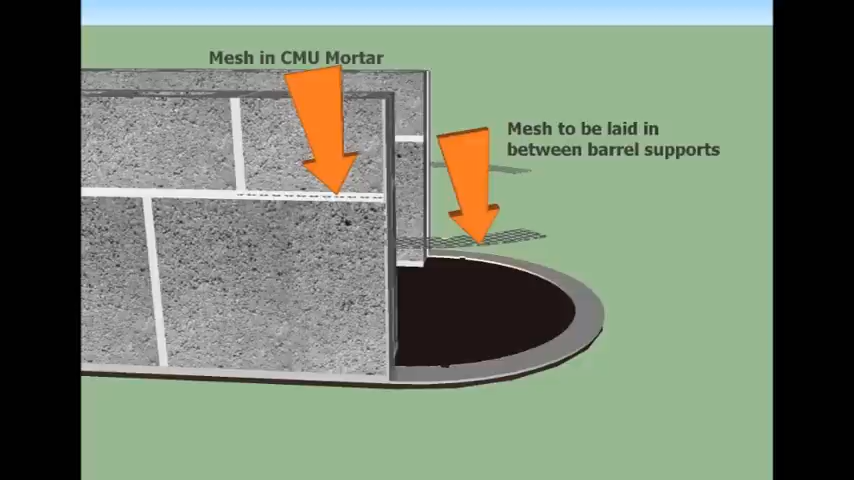 Mesh in CMU Mortar
Mesh to be laid in
between barrel supports